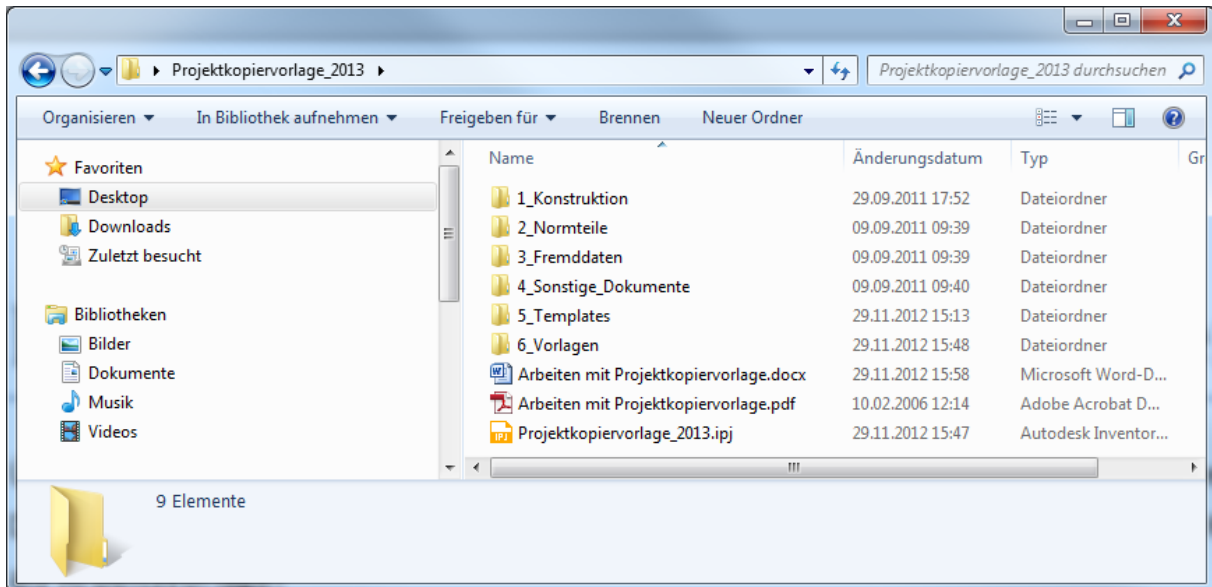 Projektkopiervorlage_2013
Projektkopiervorlage_2013 durchsuchen
Organisieren In Bibliothek aufnehmen Freigeben für Brennen Neuer Ordner
Favoriten
Desktop
Downloads
Zuletzt besucht
Bibliotheken
Bilder
Dokumente
Musik
Videos
Name Änderungsdatum Typ Gr
1_Konstruktion 29.09.2011 17:52 Dateiordner
2_Normteile 09.09.2011 09:39 Dateiordner
3_Fremddaten 09.09.2011 09:39 Dateiordner
4_Sonstige_Dokumente 09.09.2011 09:40 Dateiordner
5_Templates 29.11.2012 15:13 Dateiordner
6_Vorlagen 29.11.2012 15:48 Dateiordner
Arbeiten mit Projektkopiervorlage.docx 29.11.2012 15:58 Microsoft Word-D...
Arbeiten mit Projektkopiervorlage.pdf 10.02.2006 12:14 Adobe Acrobat D...
IPJ Projektkopiervorlage_2013.ipj 29.11.2012 15:47 Autodesk Inventor...
9 Elemente